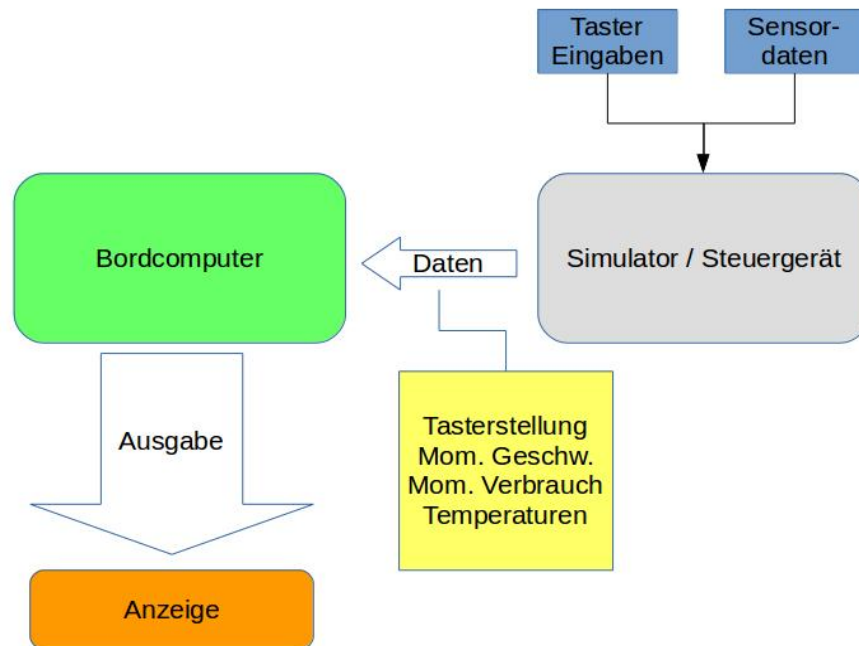 Taster
Eingaben
Sensor-
daten
Bordcomputer
Daten
Simulator / Steuergerät
Ausgabe
Tasterstellung
Mom. Geschw.
Mom. Verbrauch
Temperaturen
Anzeige